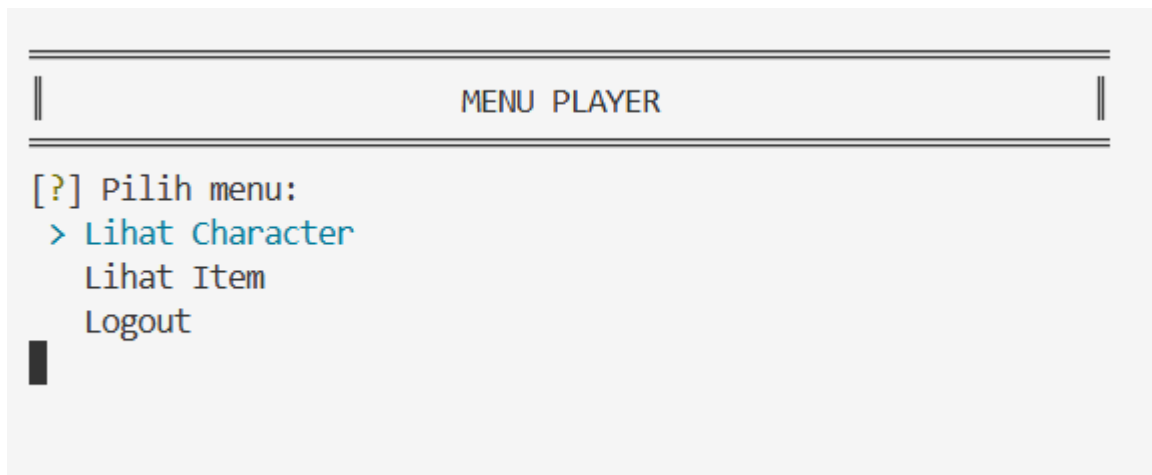 MENU PLAYER
[?] Pilih menu:
> Lihat Character
Lihat Item
Logout